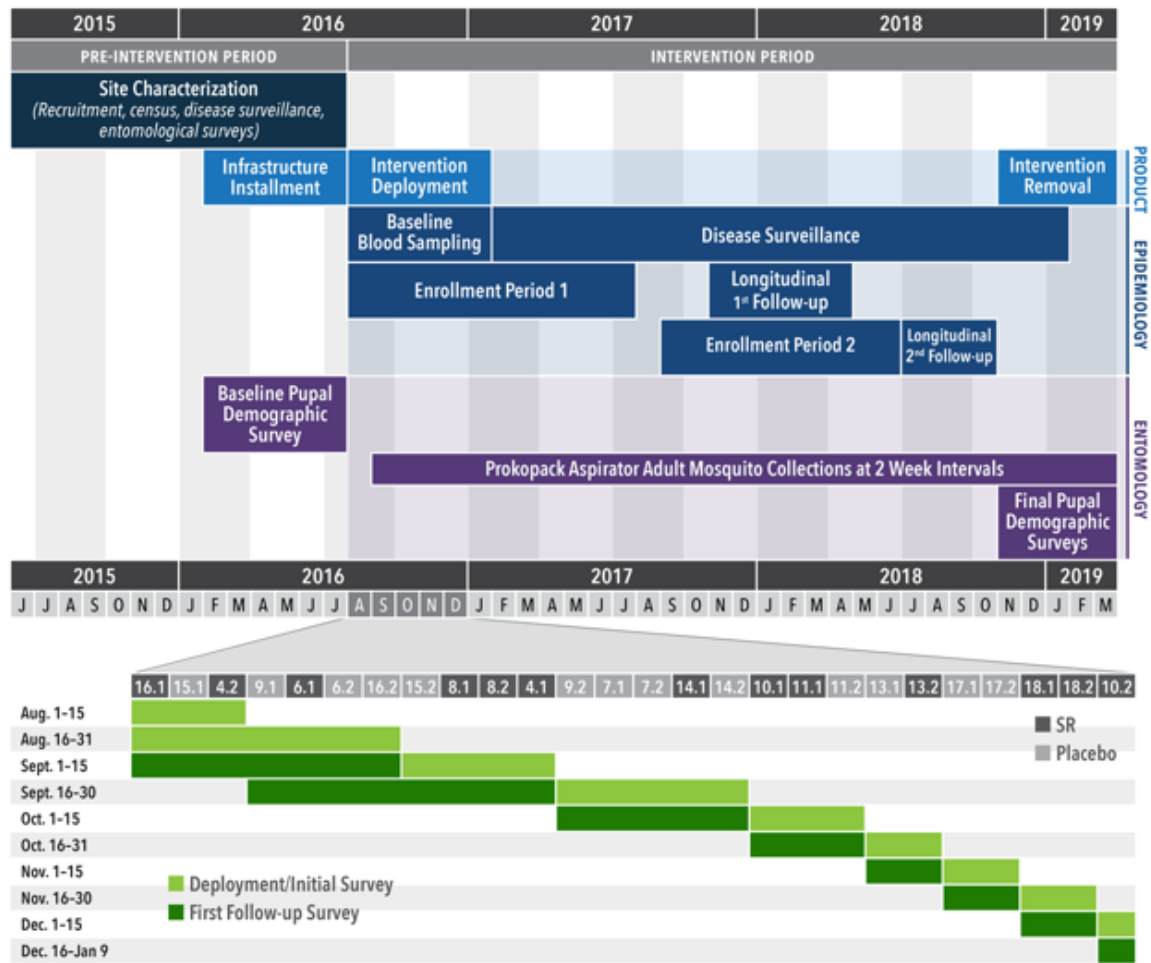 2015 2016 2017 2018 2019
PRE-INTERVENTION PERIOD INTERVENTION PERIOD
Site Characterization
(Recruitment, census, disease surveillance,
entomological surveys)
Infrastructure
Installment
Intervention
Deployment
Intervention
Removal
PRODUCT
Baseline
Blood Sampling
Disease Surveillance
Enrollment Period 1
Longitudinal
1st Follow-up
Enrollment Period 2
Longitudinal
2nd Follow-up
EPIDEMIOLOGY
Baseline Pupal
Demographic
Survey
Prokopack Aspirator Adult Mosquito Collections at 2 Week Intervals
Final Pupal
Demographic
Surveys
ENTOMOLOGY
2015 2016 2017 2018 2019
J J A S O N D J F M A M J J A S O N D J F M A M J J A S O N D J F M A M J J A S O N D J F M
16.1 15.1 4.2 9.1 6.1 6.2 16.2 15.2 8.1 8.2 4.1 9.2 7.1 7.2 14.1 14.2 10.1 11.1 11.2 13.1 13.2 17.1 17.2 18.1 18.2 10.2
Aug. 1–15
Aug. 16–31
Sept. 1–15
Sept. 16-30
Oct. 1–15
Oct. 16-31
Nov. 1–15
Nov. 16-30
Dec. 1–15
Dec. 16–Jan 9
SR
Placebo
Deployment/Initial Survey
First Follow-up Survey